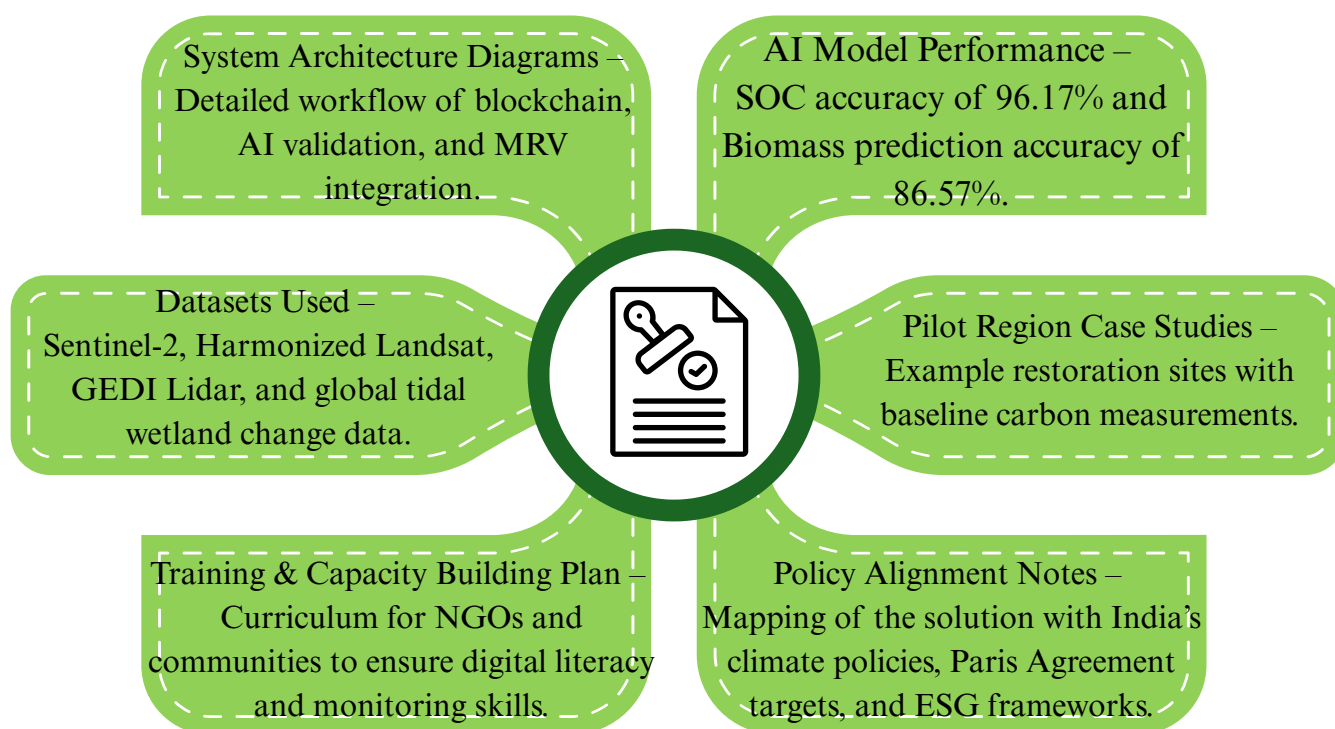 System Architecture Diagrams –
Detailed workflow of blockchain,
AI validation, and MRV
integration.
AI Model Performance –
SOC accuracy of 96.17% and
Biomass prediction accuracy of
86.57%.
Datasets Used –
Sentinel-2, Harmonized Landsat,
GEDI Lidar, and global tidal
wetland change data.
Pilot Region Case Studies –
Example restoration sites with
baseline carbon measurements.
Training & Capacity Building Plan –
Curriculum for NGOs and
communities to ensure digital literacy
and monitoring skills.
Policy Alignment Notes –
Mapping of the solution with India’s
climate policies, Paris Agreement
targets, and ESG frameworks.